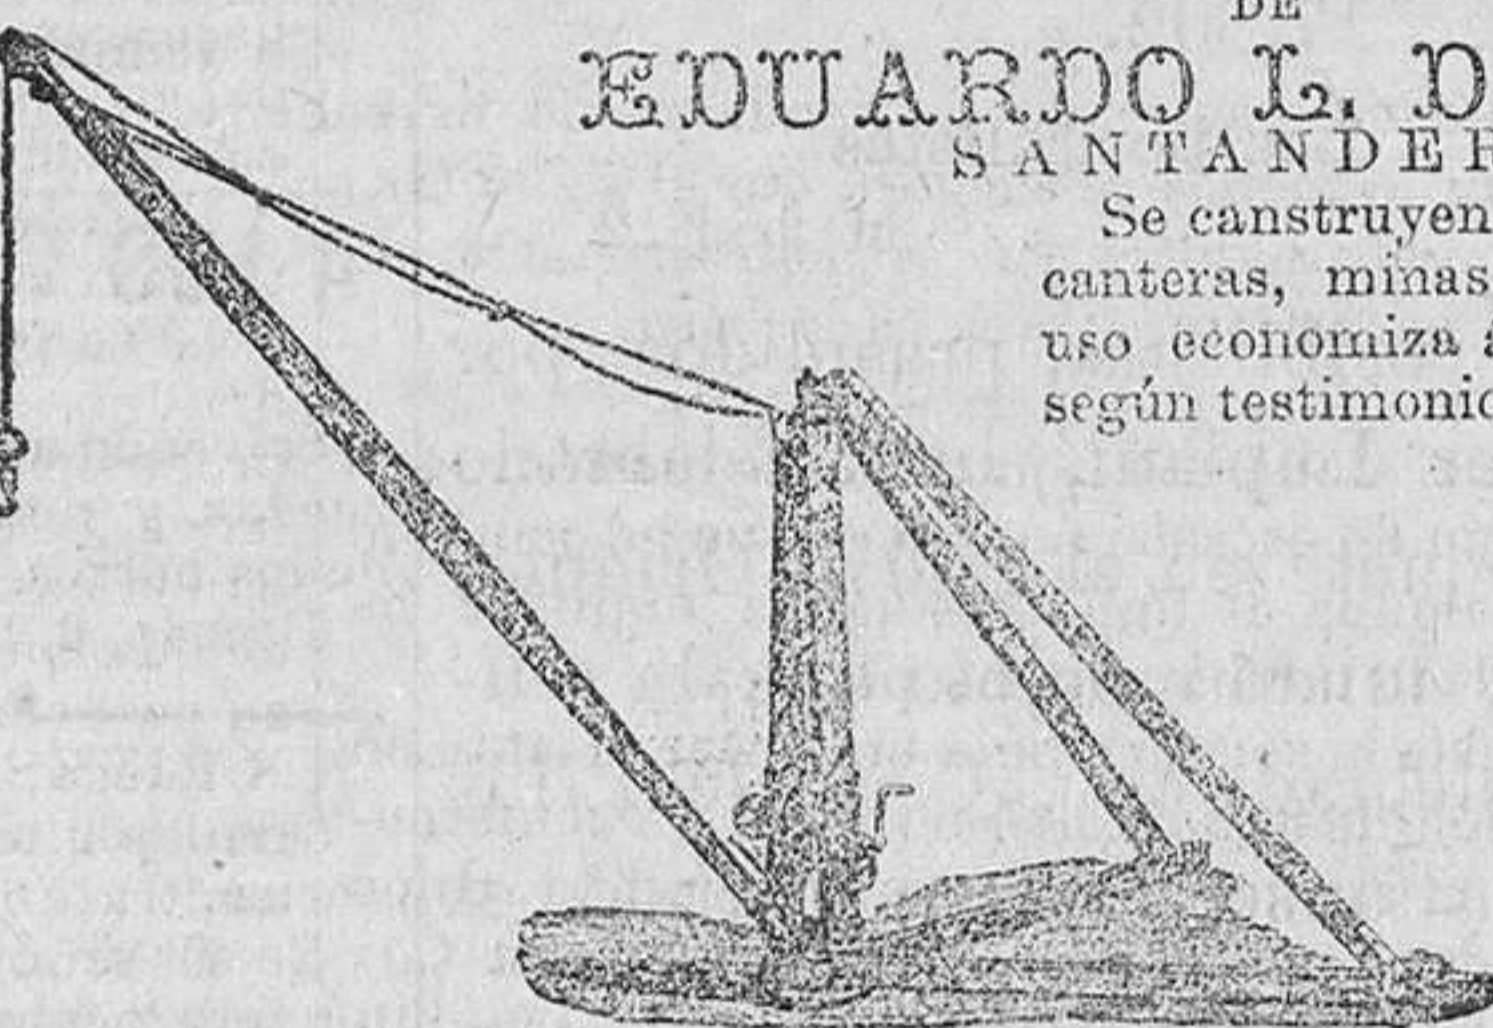 DE
EDUARDO L. D
SANTANDER
Se canstruyen
canteras, minas
uso economiza á
según testimonio